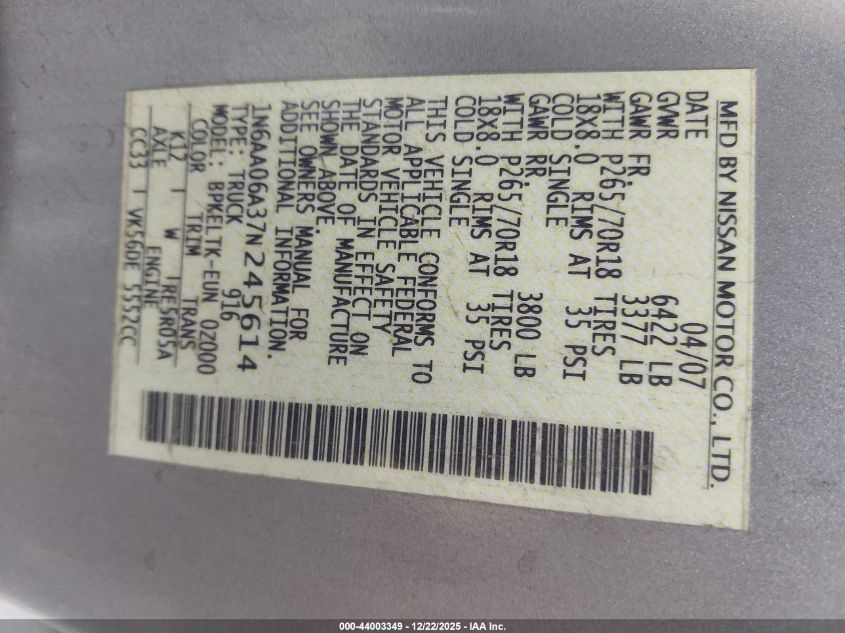 MFD BY NISSAN MOTOR CO., LTD.
DATE 04/07
GVWR 6422 LB
GAWR FR. 3377 LB
WITH P265/70R18 TIRES
18X8.0 RIMS AT 35 PSI
COLD SINGLE
GAWR RR. 3800 LB
WITH P265/70R18 TIRES
18X8.0 RIMS AT 35 PSI
COLD SINGLE
THIS VEHICLE CONFORMS TO
ALL APPLICABLE FEDERAL
MOTOR VEHICLE SAFETY
STANDARDS IN EFFECT ON
THE DATE OF MANUFACTURE
SHOWN ABOVE.
SEE OWNERS MANUAL FOR
ADDITIONAL INFORMATION.
1N6AA06A37N245614
TYPE: TRUCK 916
MODEL: BPKELTK-EUN 0Z000
COLOR TRIM TRANS
K12 I W I RE5R05A
AXLE ENGINE
CC33 I VK56DE 5552CC
000-44003349 - 12/22/2025 - IAA Inc.